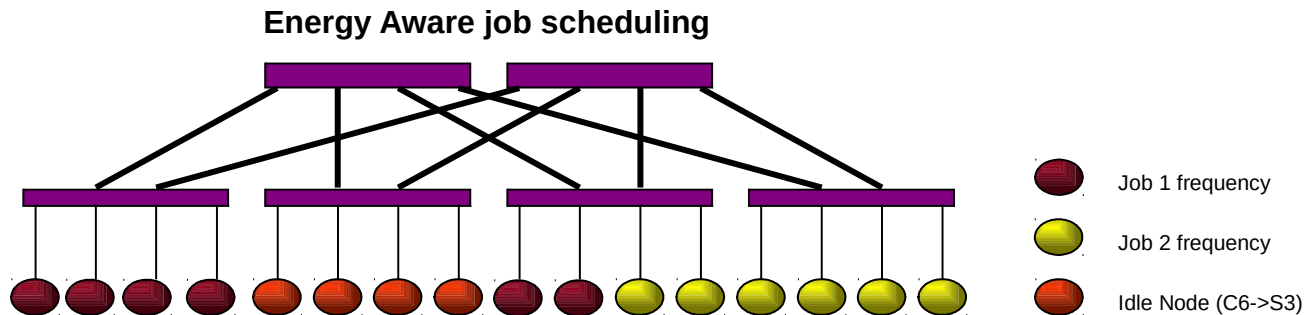 Energy Aware job scheduling
Job 1 frequency
Job 2 frequency
Idle Node (C6->S3)